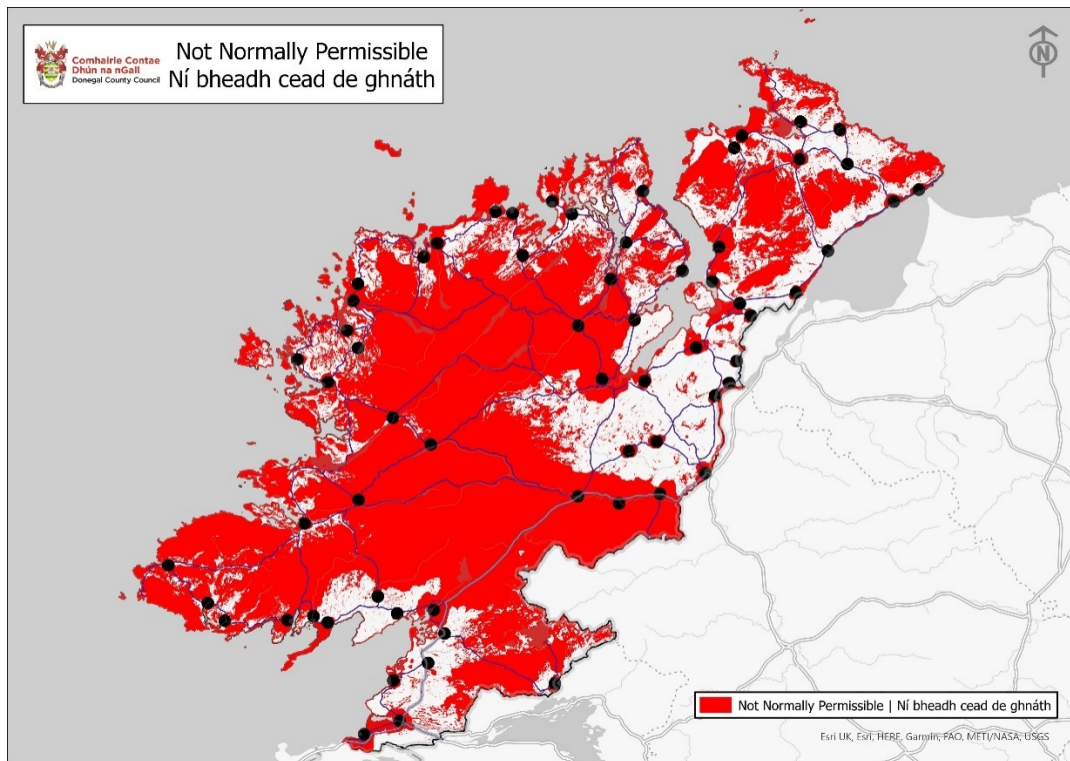 Comhairle Contae
Dhún na nGall
Donegal County Council
Not Normally Permissible
Ní bheadh cead de ghnáth
N
Not Normally Permissible | Ní bheadh cead de ghnáth
Esri UK, Esri, HERE, Garmin, FAO, METI/NASA, USGS